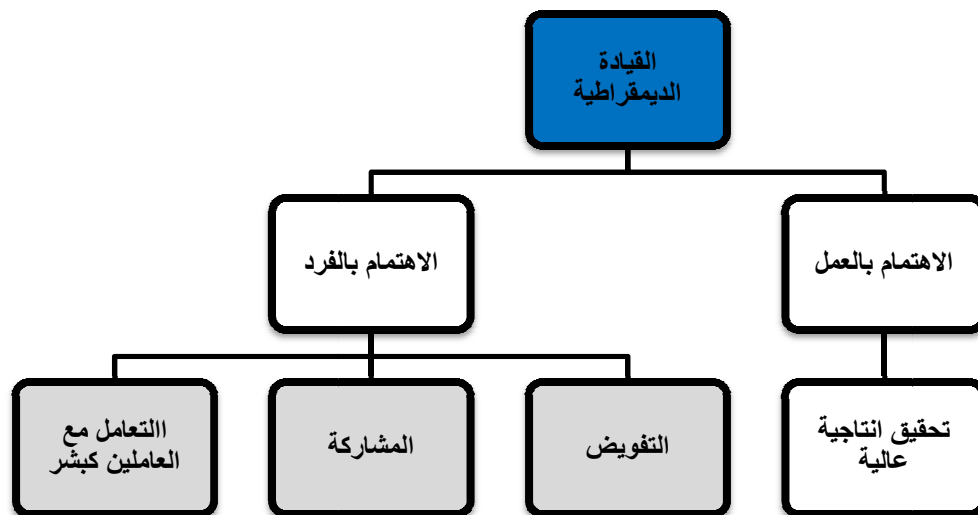 القيادة
الديمقراطية
الاهتمام بالعمل
الاهتمام بالفرد
تحقيق انتاجية
عالية
التفويض
المشاركة
االتعامل مع
العاملين كبشر